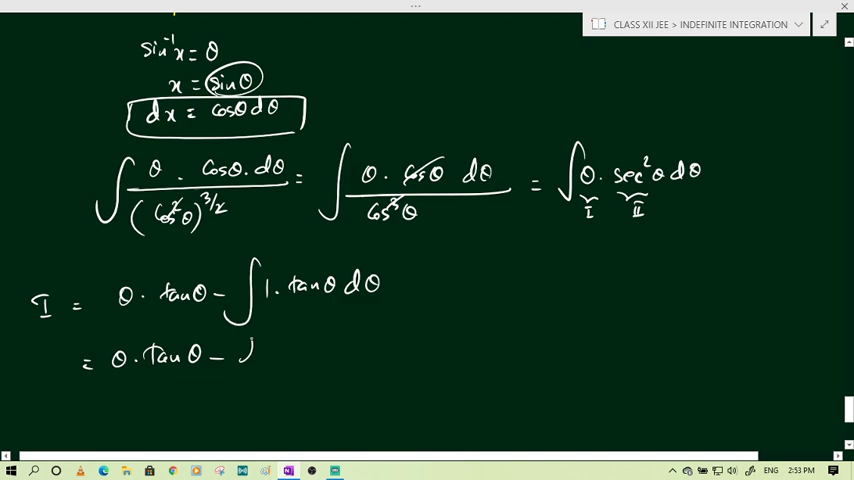 CLASS XII JEE > INDEFINITE INTEGRATION
sin⁻¹x = θ
x = sinθ
dx = cosθ dθ
∫ θ · cosθ · dθ / (cos²θ)^3/2 = ∫ θ · cosθ dθ / cos³θ = ∫ θ · sec²θ dθ
I II
I = θ · tanθ − ∫ 1 · tanθ dθ
= θ · tanθ −
ENG 2:53 PM